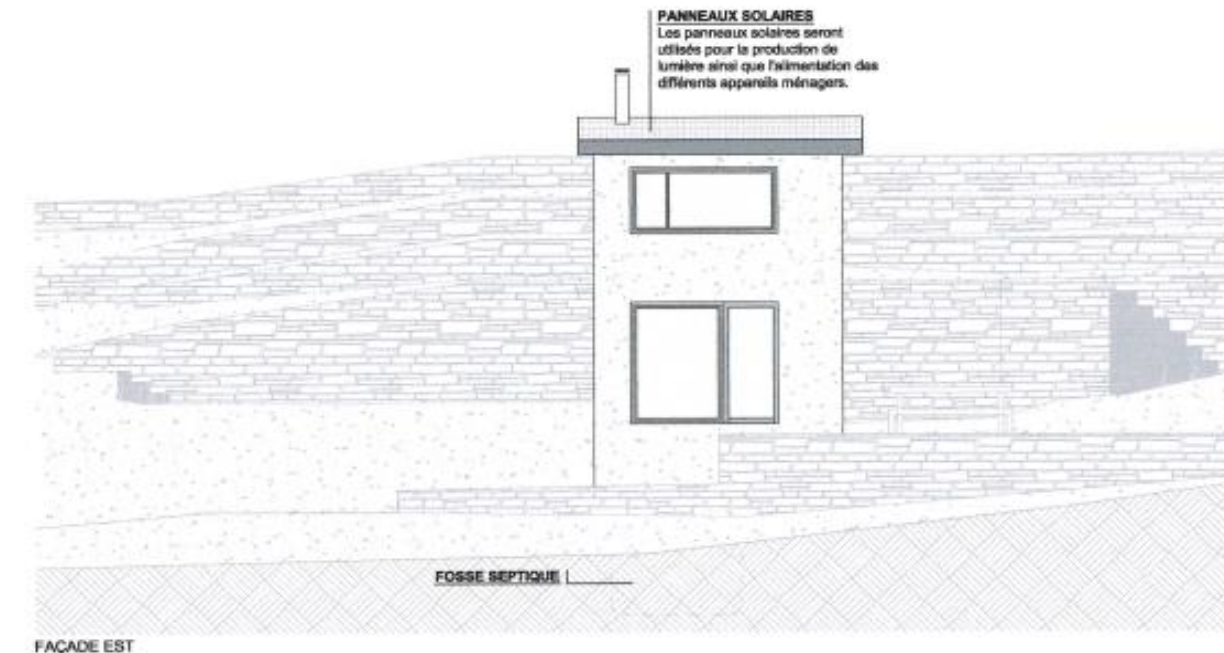 PANNEAUX SOLAIRES
Les panneaux solaires seront
utilisés pour la production de
lumière ainsi que l'alimentation des
différents appareils ménagers.
FOSSE SEPTIQUE
FAÇADE EST